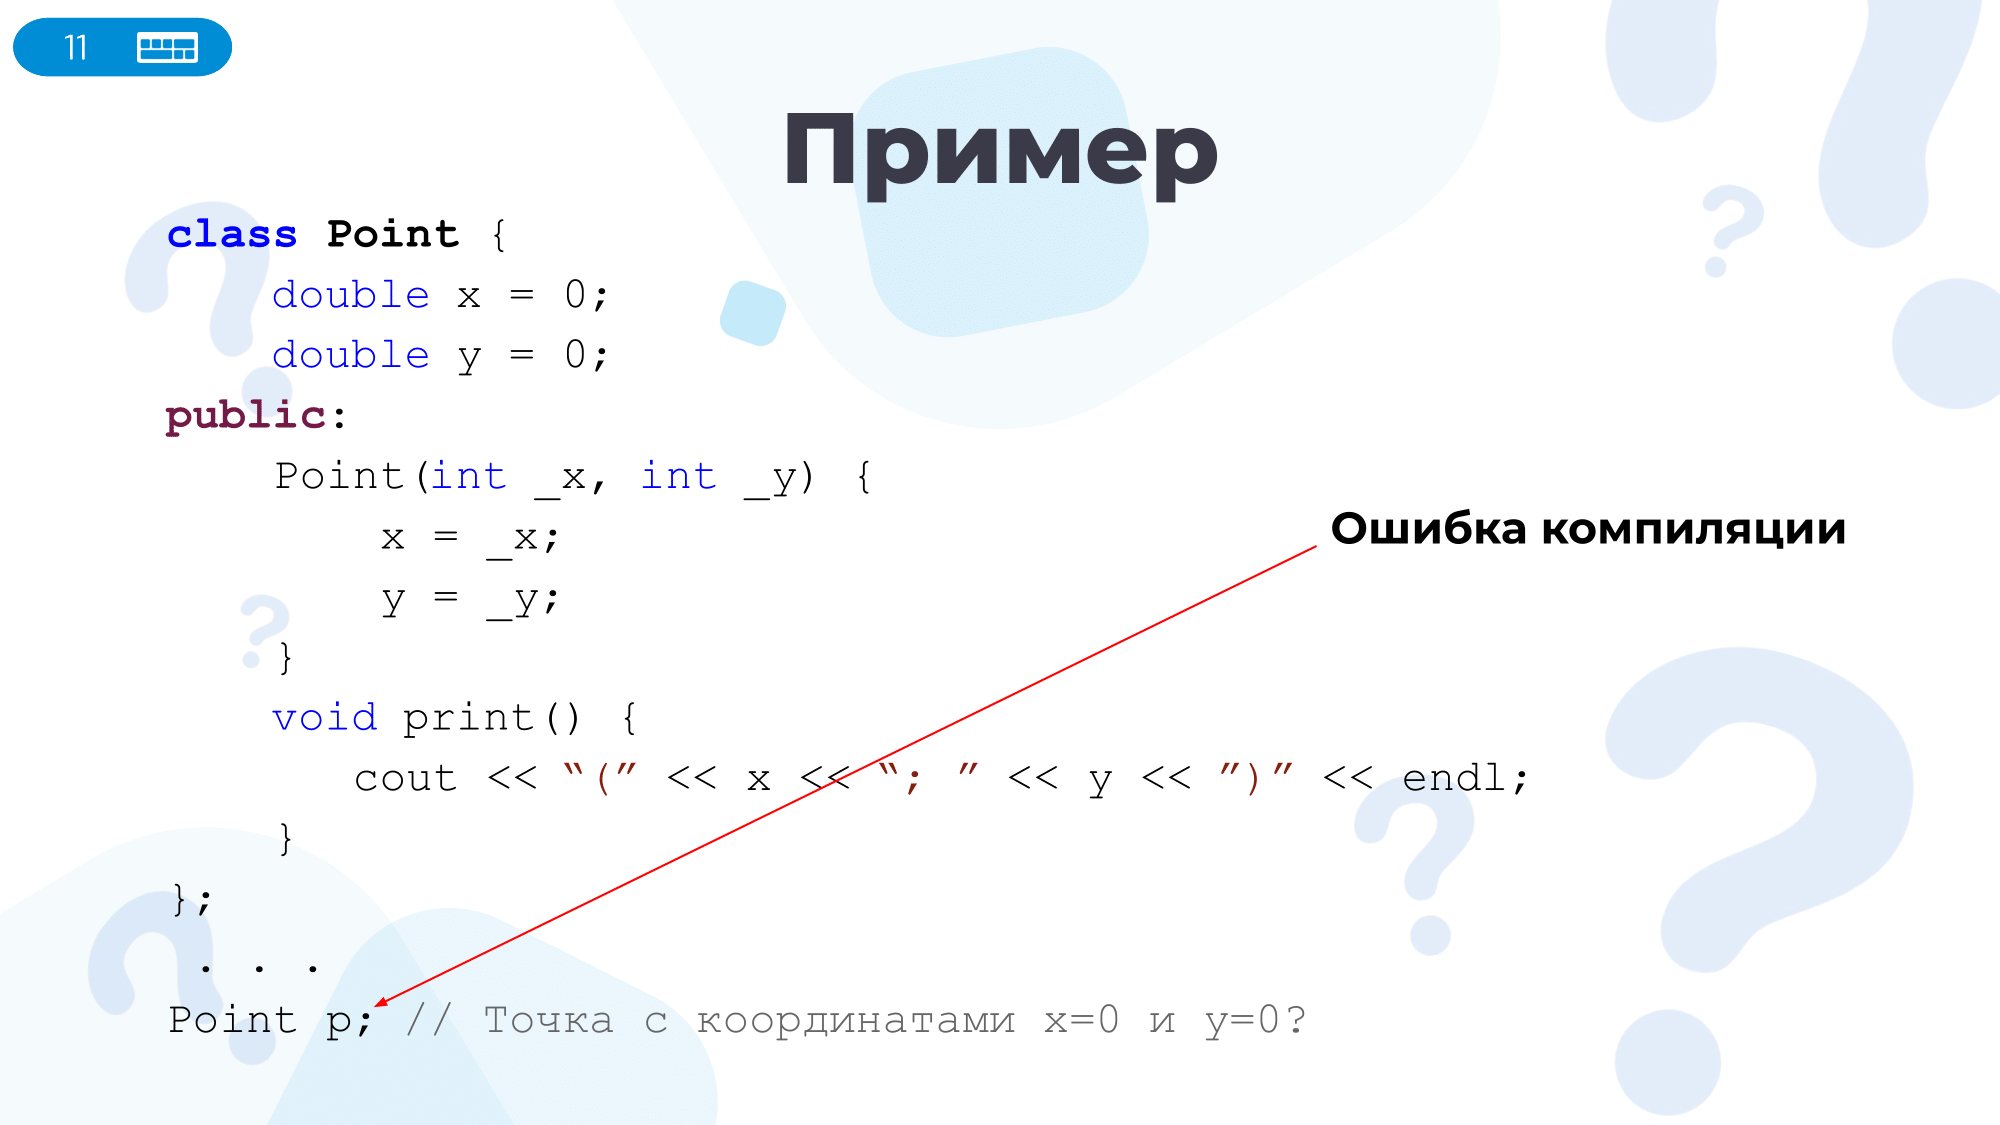 11
Пример
class Point {
double x = 0;
double y = 0;
public:
Point(int _x, int _y) {
x = _x;
y = _y;
}
void print() {
cout << “(” << x << “; ” << y << ”)” << endl;
}
};
. . .
Point p; // Точка с координатами x=0 и y=0?
Ошибка компиляции